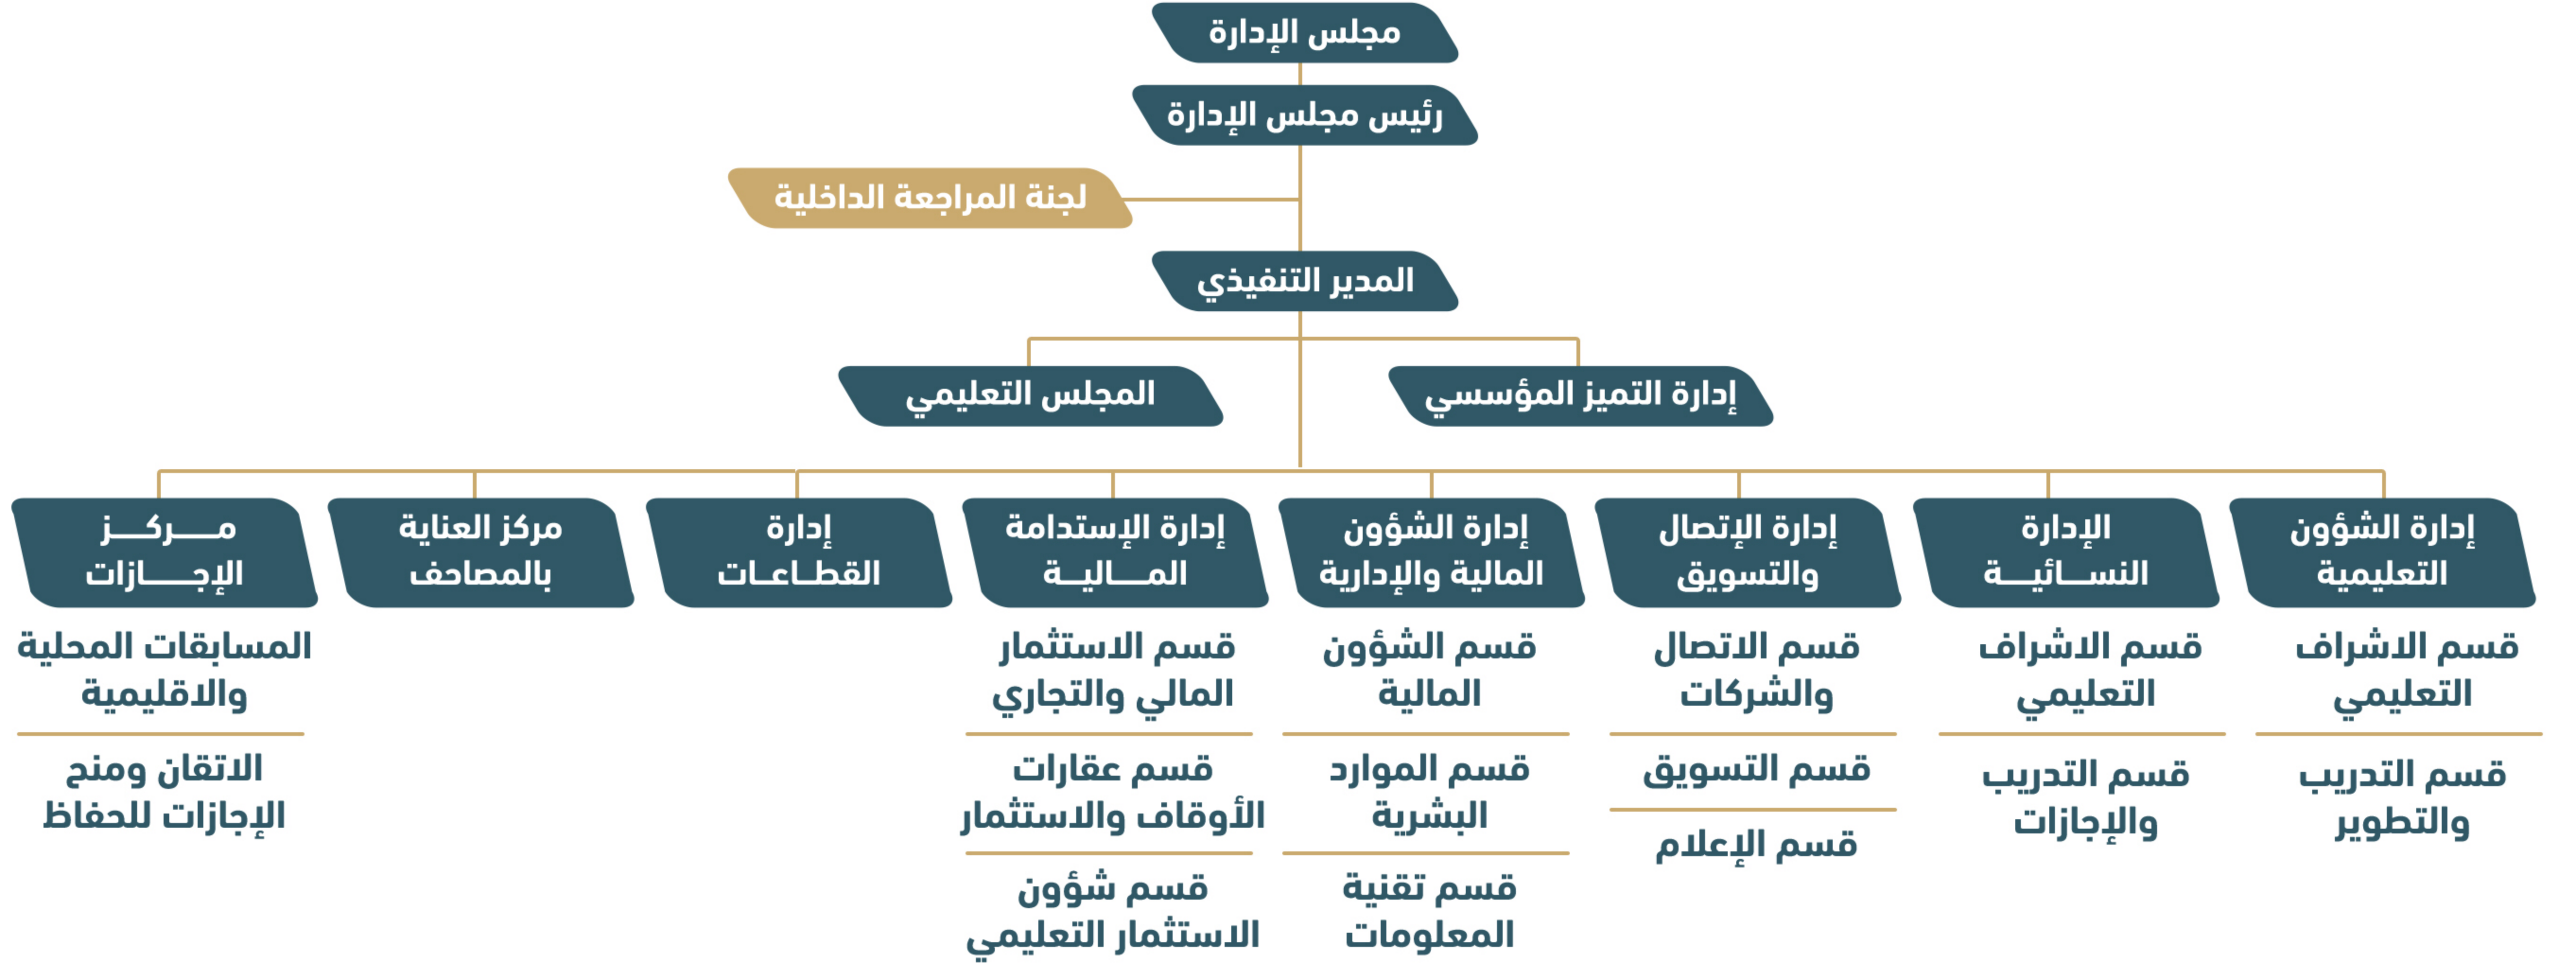 مجلس الإدارة
رئيس مجلس الإدارة
لجنة المراجعة الداخلية
المدير التنفيذي
إدارة التميز المؤسسي
المجلس التعليمي
إدارة الشؤون
التعليمية
قسم الاشراف
التعليمي
قسم التدريب
والتطوير
الإدارة
النســائيــة
قسم الاشراف
التعليمي
قسم التدريب
والإجازات
إدارة الإتصال
والتسويق
قسم الاتصال
والشركات
قسم التسويق
قسم الإعلام
إدارة الشؤون
المالية والإدارية
قسم الشؤون
المالية
قسم الموارد
البشرية
قسم تقنية
المعلومات
إدارة الإستدامة
المــاليــة
قسم الاستثمار
المالي والتجاري
قسم عقارات
الأوقاف والاستثمار
قسم شؤون
الاستثمار التعليمي
إدارة
القطـاعـات
مركز العناية
بالمصاحف
مــركــز
الإجــــازات
المسابقات المحلية
والاقليمية
الاتقان ومنح
الإجازات للحفاظ